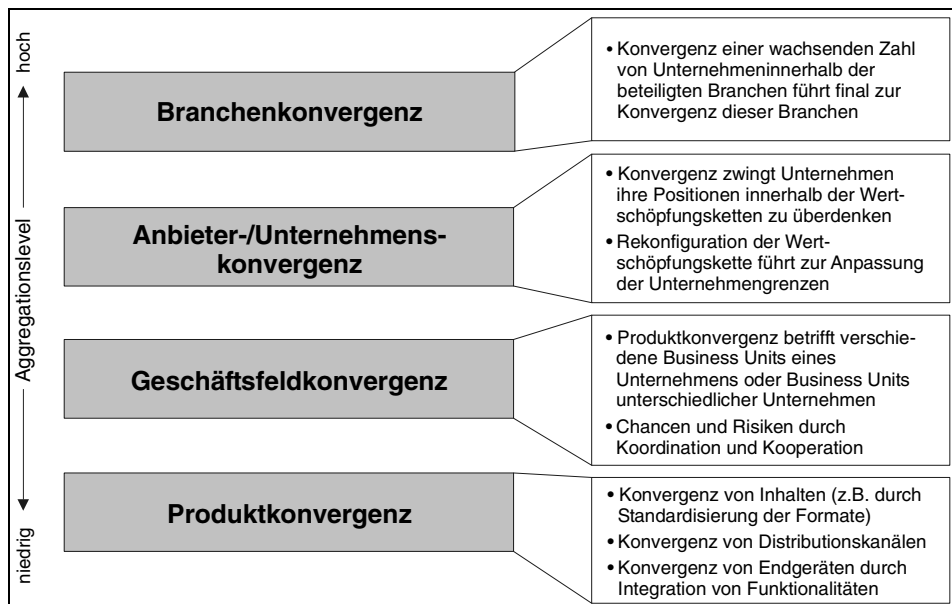 hoch
Aggregationslevel
niedrig
Branchenkonvergenz
• Konvergenz einer wachsenden Zahl
von Unternehmeninnerhalb der
beteiligten Branchen führt final zur
Konvergenz dieser Branchen
Anbieter-/Unternehmens-
konvergenz
• Konvergenz zwingt Unternehmen
ihre Positionen innerhalb der Wert-
schöpfungsketten zu überdenken
• Rekonfiguration der Wert-
schöpfungskette führt zur Anpassung
der Unternehmengrenzen
Geschäftsfeldkonvergenz
• Produktkonvergenz betrifft verschie-
dene Business Units eines
Unternehmens oder Business Units
unterschiedlicher Unternehmen
• Chancen und Risiken durch
Koordination und Kooperation
Produktkonvergenz
• Konvergenz von Inhalten (z.B. durch
Standardisierung der Formate)
• Konvergenz von Distributionskanälen
• Konvergenz von Endgeräten durch
Integration von Funktionalitäten